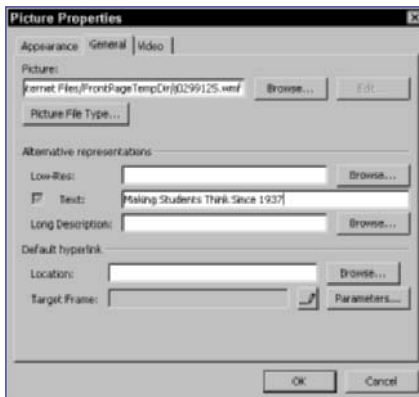 Picture Properties
Appearance General Video
Picture:
ternet Files/FrontPageTempDir/j0299125.wmf Browse... Edit...
Picture File Type...
Alternative representations
Low-Res: Browse...
Text: Making Students Think Since 1937
Long Description: Browse...
Default hyperlink
Location: Browse...
Target Frame: Parameters...
OK Cancel